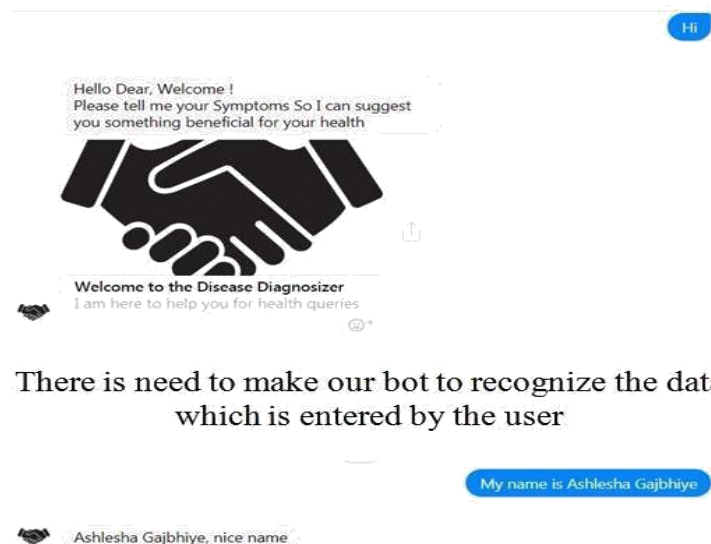 Hi
Hello Dear, Welcome !
Please tell me your Symptoms So I can suggest
you something beneficial for your health
Welcome to the Disease Diagnosizer
I am here to help you for health queries
There is need to make our bot to recognize the dat
which is entered by the user
My name is Ashlesha Gajbhiye
Ashlesha Gajbhiye, nice name